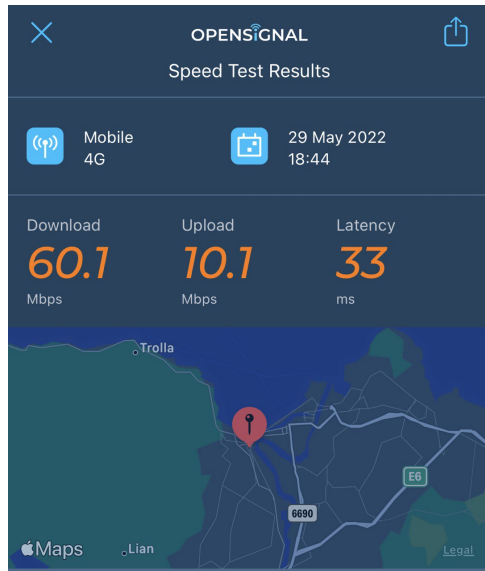 OPENSIGNAL
Speed Test Results
Mobile
4G
29 May 2022
18:44
Download
Upload
Latency
60.1
10.1
33
Mbps
Mbps
ms
Trolla
E6
6690
Maps
Lian
Legal